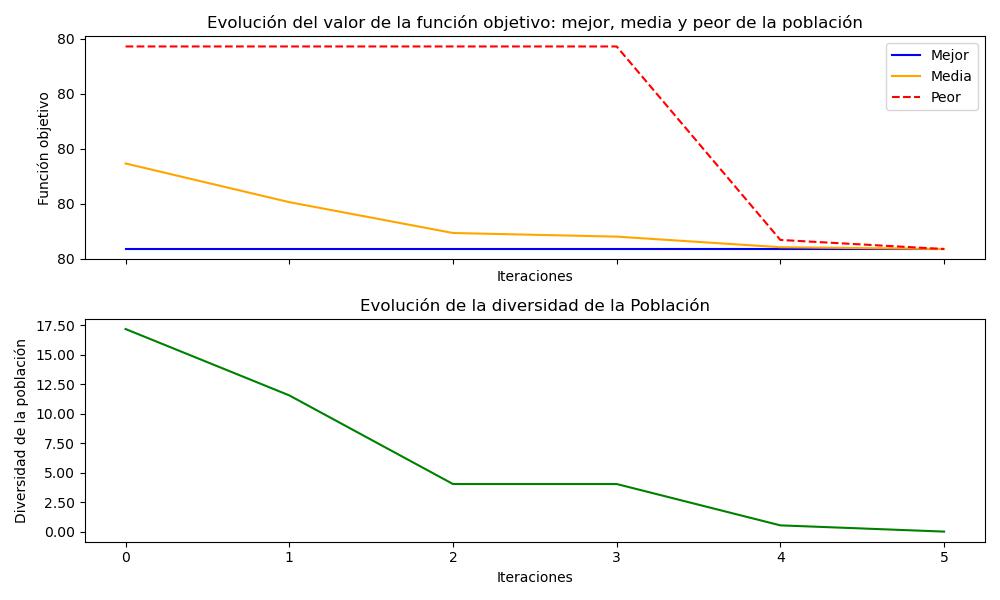 Evolución del valor de la función objetivo: mejor, media y peor de la población
80
80
80
80
80
Función objetivo
Mejor
Media
Peor
Iteraciones
Evolución de la diversidad de la Población
17.50
15.00
12.50
10.00
7.50
5.00
2.50
0.00
Diversidad de la población
0 1 2 3 4 5
Iteraciones